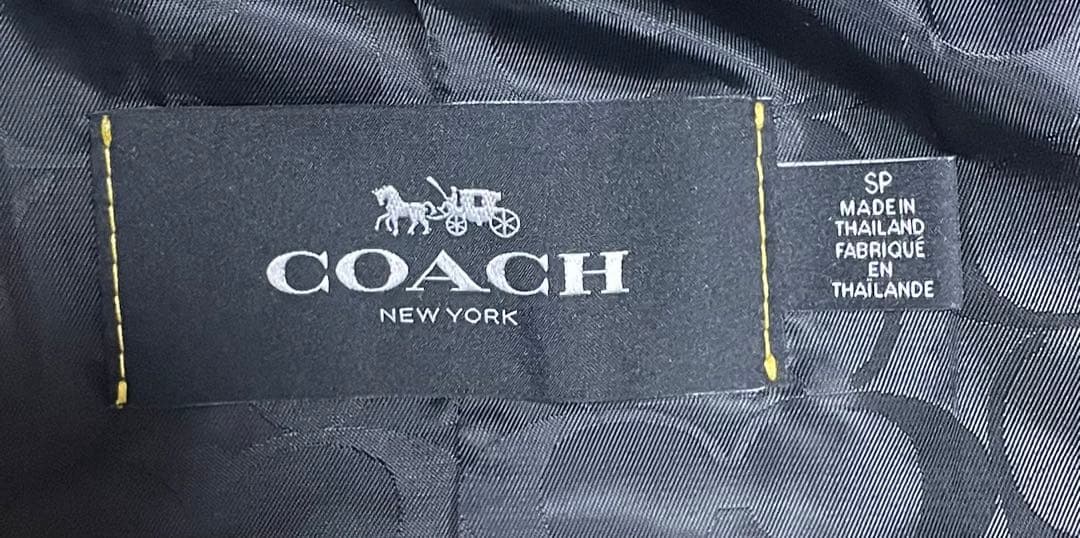 COACH
NEW YORK
SP
MADE IN
THAILAND
FABRIQUÉ
EN
THAÏLANDE